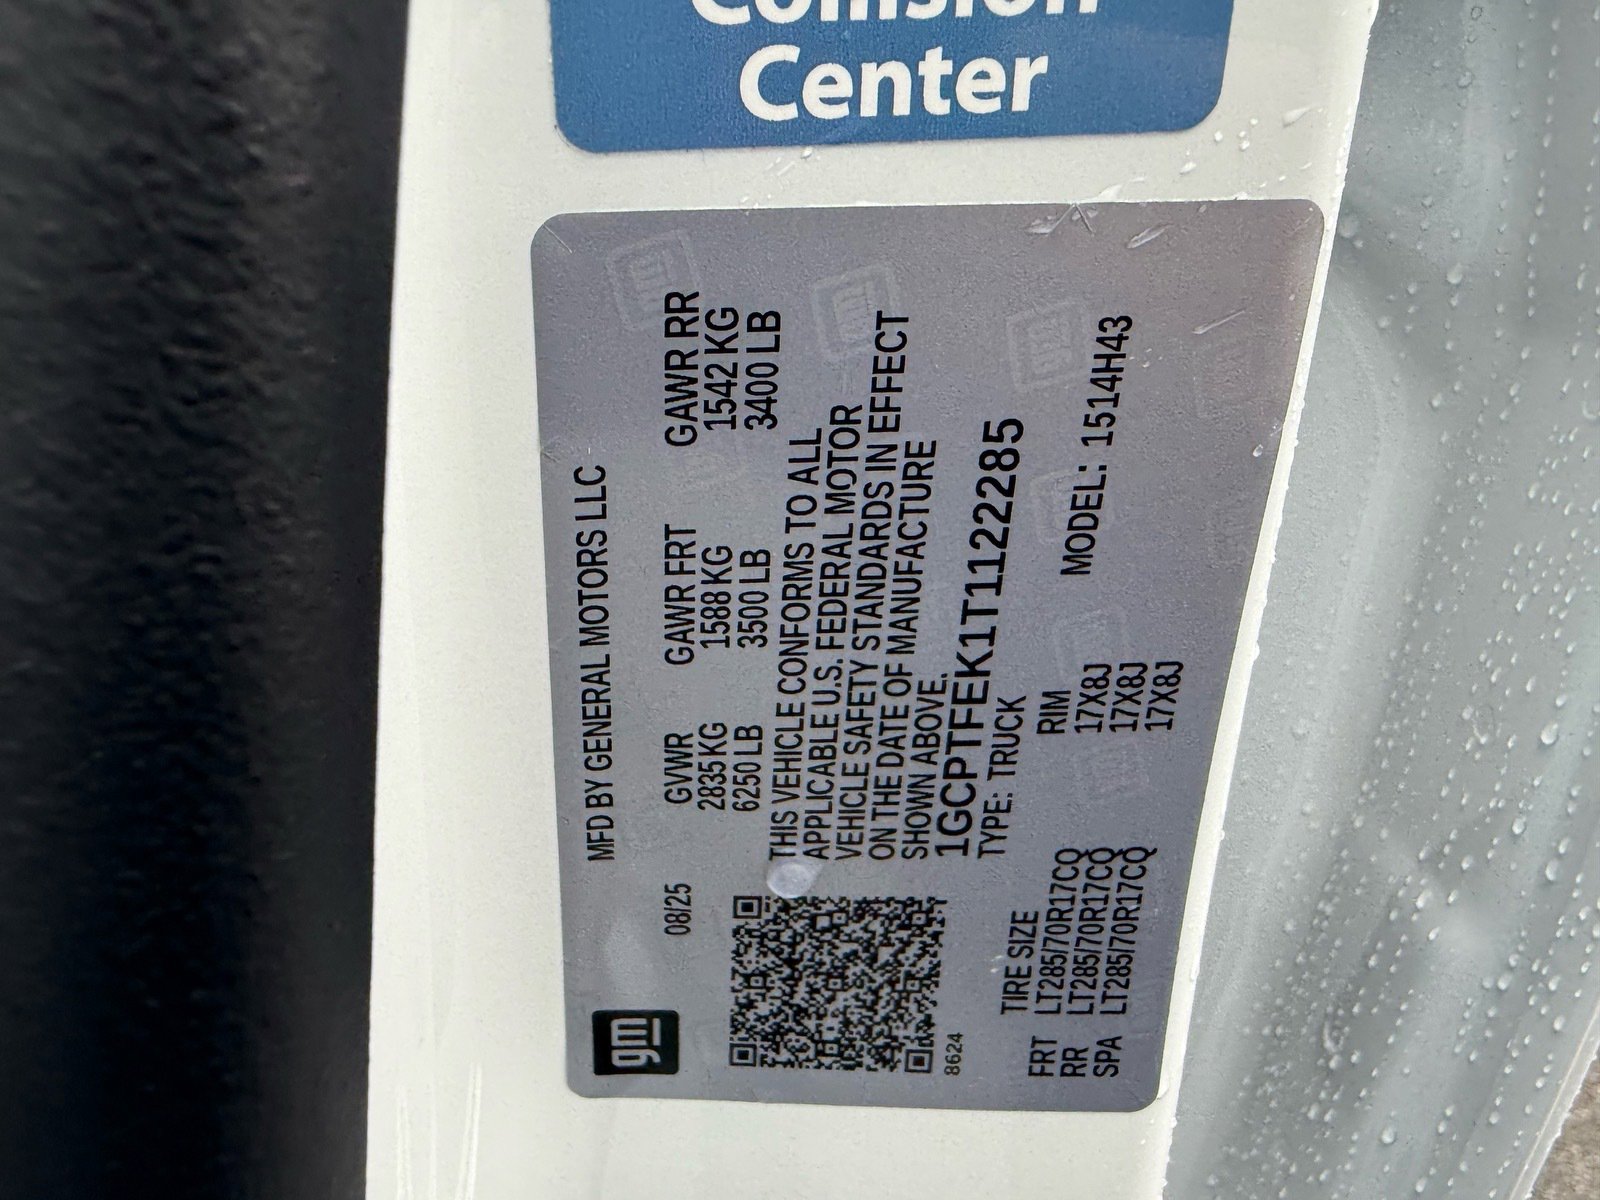 Collision
Center
gm
08/25
MFD BY GENERAL MOTORS LLC
GVWR GAWR FRT GAWR RR
2835 KG 1588 KG 1542 KG
6250 LB 3500 LB 3400 LB
THIS VEHICLE CONFORMS TO ALL
APPLICABLE U.S. FEDERAL MOTOR
VEHICLE SAFETY STANDARDS IN EFFECT
ON THE DATE OF MANUFACTURE
SHOWN ABOVE.
1GCPTFEK1T1122285
TYPE: TRUCK
8624
TIRE SIZE RIM MODEL: 1514H43
FRT LT285/70R17CQ 17X8J
RR LT285/70R17CQ 17X8J
SPA LT285/70R17CQ 17X8J